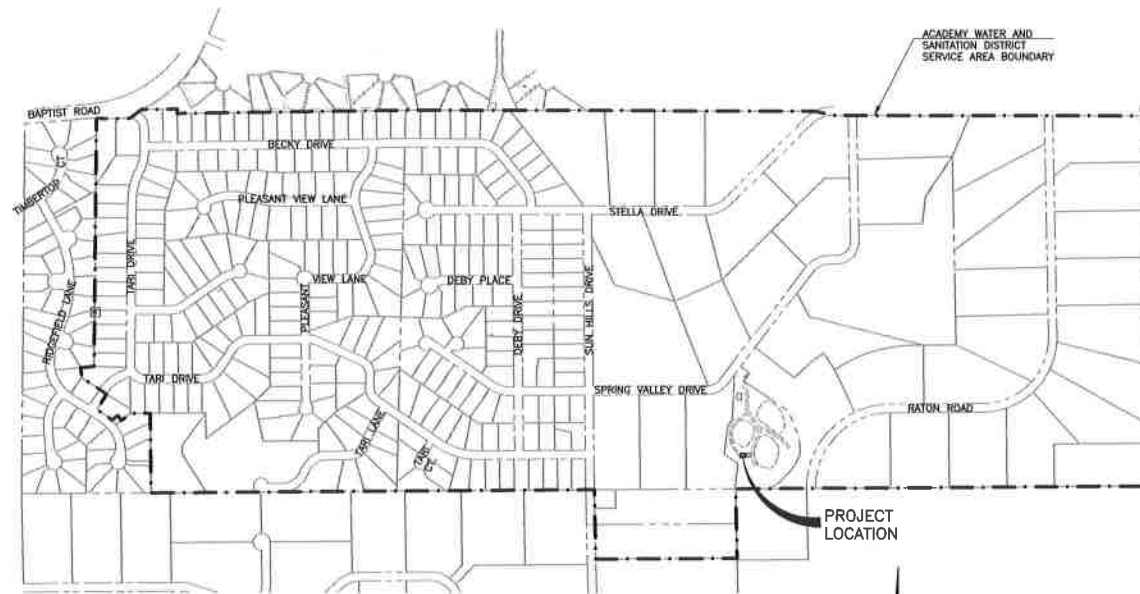 ACADEMY WATER AND
SANITATION DISTRICT
SERVICE AREA BOUNDARY
BAPTIST ROAD
BECKY DRIVE
TIMBERTOP
CT
PLEASANT VIEW LANE
STELLA DRIVE
TARI DRIVE
VIEW LANE
DEBY PLACE
RIDGEFIELD LANE
PLEASANT
DEBY DRIVE
SUN HILLS DRIVE
TARI DRIVE
SPRING VALLEY DRIVE
RATON ROAD
TARI LANE
TARI
CT.
PROJECT
LOCATION